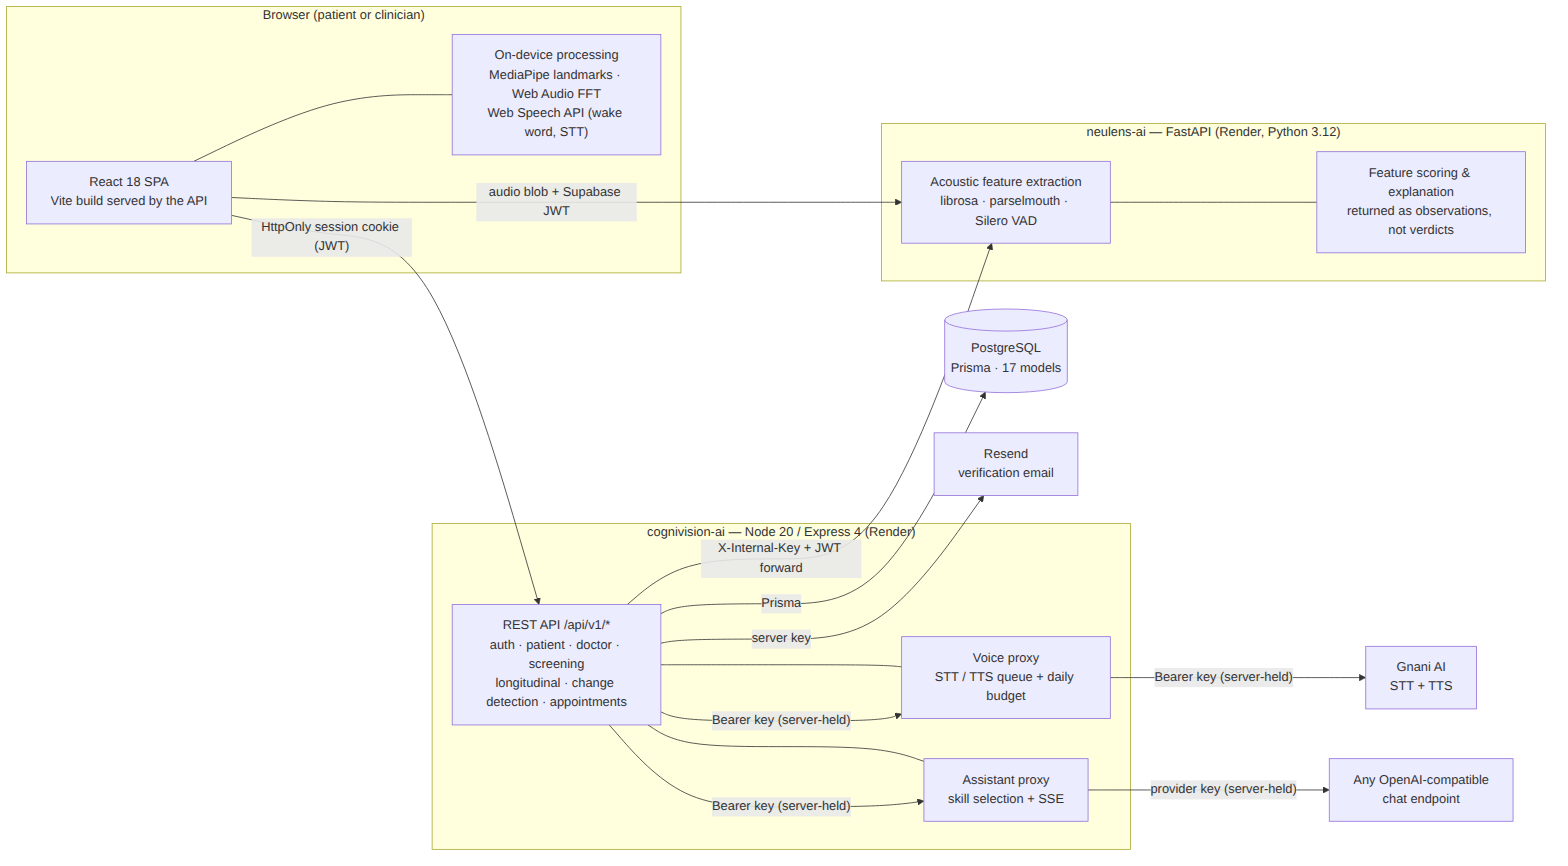 Browser (patient or clinician)
On-device processing
MediaPipe landmarks ·
Web Audio FFT
Web Speech API (wake
word, STT)
React 18 SPA
Vite build served by the API
audio blob + Supabase
JWT
HttpOnly session cookie
(JWT)
neulens-ai — FastAPI (Render, Python 3.12)
Acoustic feature extraction
librosa · parselmouth ·
Silero VAD
Feature scoring &
explanation
returned as observations,
not verdicts
PostgreSQL
Prisma · 17 models
Resend
verification email
cognivision-ai — Node 20 / Express 4 (Render)
X-Internal-Key + JWT
forward
Prisma
server key
REST API /api/v1/*
auth · patient · doctor ·
screening
longitudinal · change
detection · appointments
Voice proxy
STT / TTS queue + daily
budget
Bearer key (server-held)
Bearer key (server-held)
Gnani AI
STT + TTS
Assistant proxy
skill selection + SSE
Bearer key (server-held)
provider key (server-held)
Any OpenAI-compatible
chat endpoint